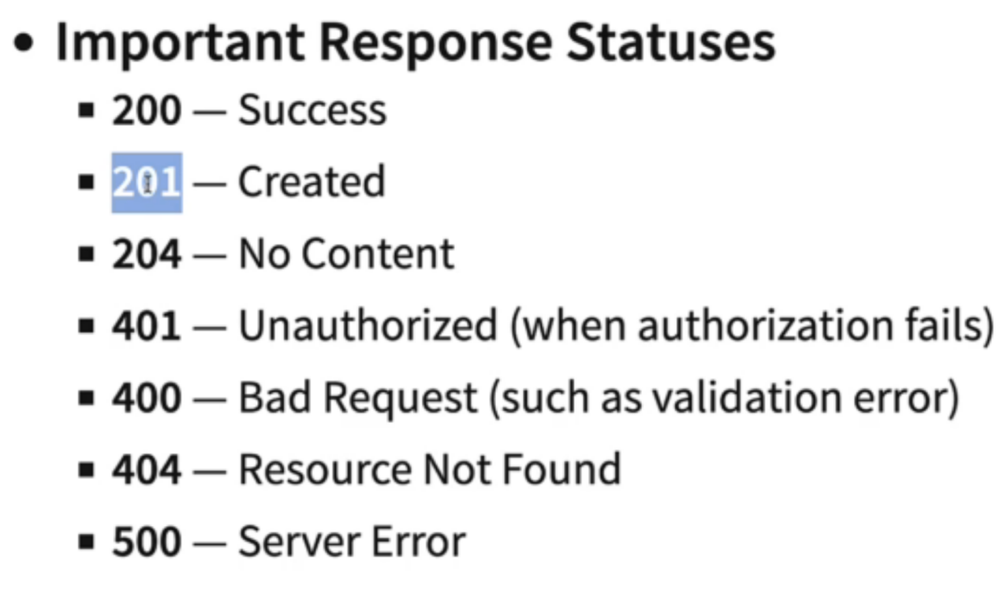 • Important Response Statuses
▪ 200 — Success
▪ 201 — Created
▪ 204 — No Content
▪ 401 — Unauthorized (when authorization fails)
▪ 400 — Bad Request (such as validation error)
▪ 404 — Resource Not Found
▪ 500 — Server Error